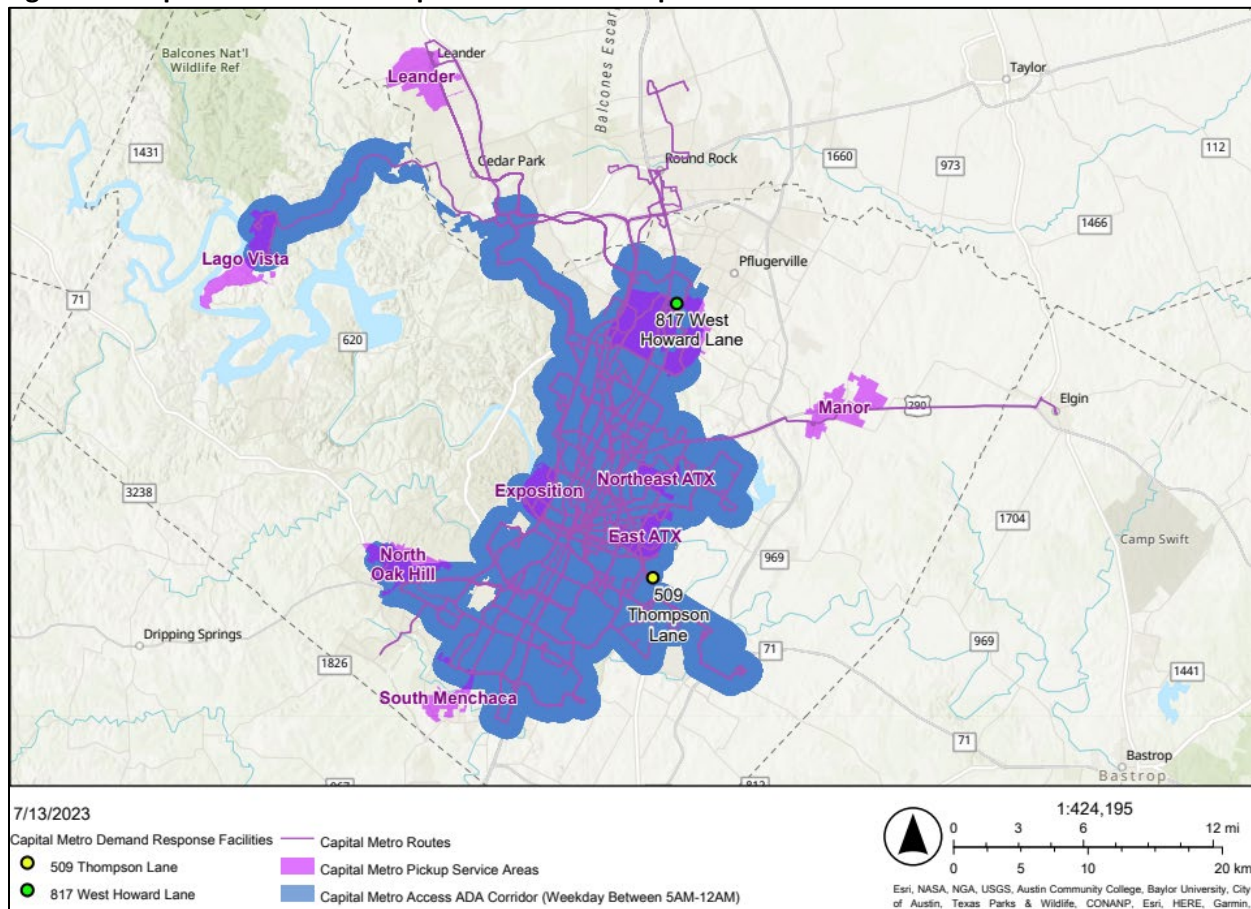 Balcones Nat'l
Wildlife Ref
Leander
Leander
Balcones Escar
Taylor
1431
Cedar Park
Round Rock
1660
973
112
1466
Lago Vista
Pflugerville
71
620
817 West
Howard Lane
Manor
290
Elgin
3238
Exposition
Northeast ATX
East ATX
1704
Camp Swift
North
Oak Hill
969
509
Thompson
Lane
Dripping Springs
969
71
1826
1441
South Menchaca
71
Bastrop
Bastrop
7/13/2023
1:424,195
Capital Metro Demand Response Facilities
509 Thompson Lane
817 West Howard Lane
Capital Metro Routes
Capital Metro Pickup Service Areas
Capital Metro Access ADA Corridor (Weekday Between 5AM-12AM)
0 3 6 12 mi
0 5 10 20 km
Esri, NASA, NGA, USGS, Austin Community College, Baylor University, City
of Austin, Texas Parks & Wildlife, CONANP, Esri, HERE, Garmin,